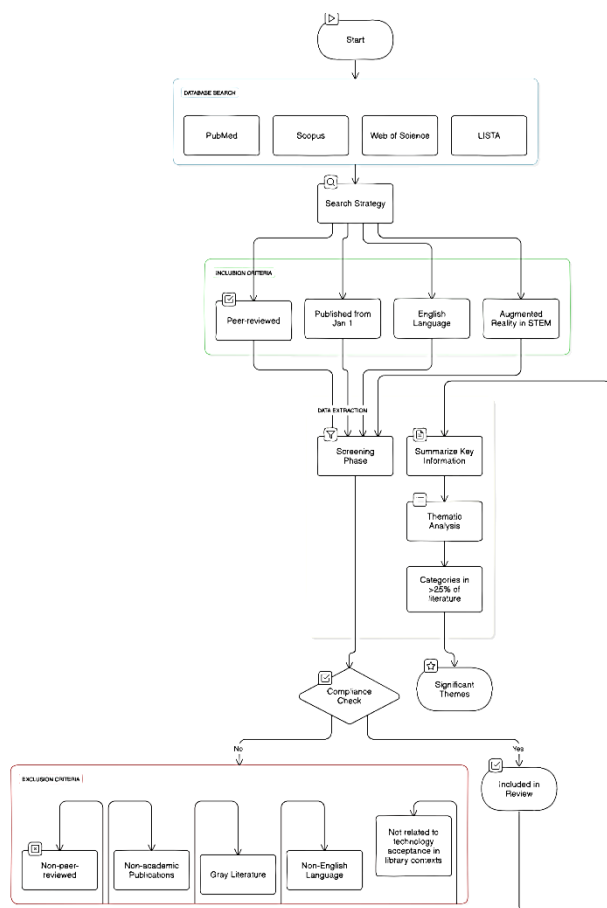 Start
DATABASE SEARCH
PubMed
Scopus
Web of Science
LISTA
Search Strategy
INCLUSION CRITERIA
Peer-reviewed
Published from
Jan 1
English
Language
Augmented
Reality in STEM
DATA EXTRACTION
Screening
Phase
Summarize Key
Information
Thematic
Analysis
Categories in
>25% of
literature
Compliance
Check
Significant
Themes
No
Yes
Included in
Review
EXCLUSION CRITERIA
Non-peer-
reviewed
Non-academic
Publications
Gray Literature
Non-English
Language
Not related to
technology
acceptance in
library contexts